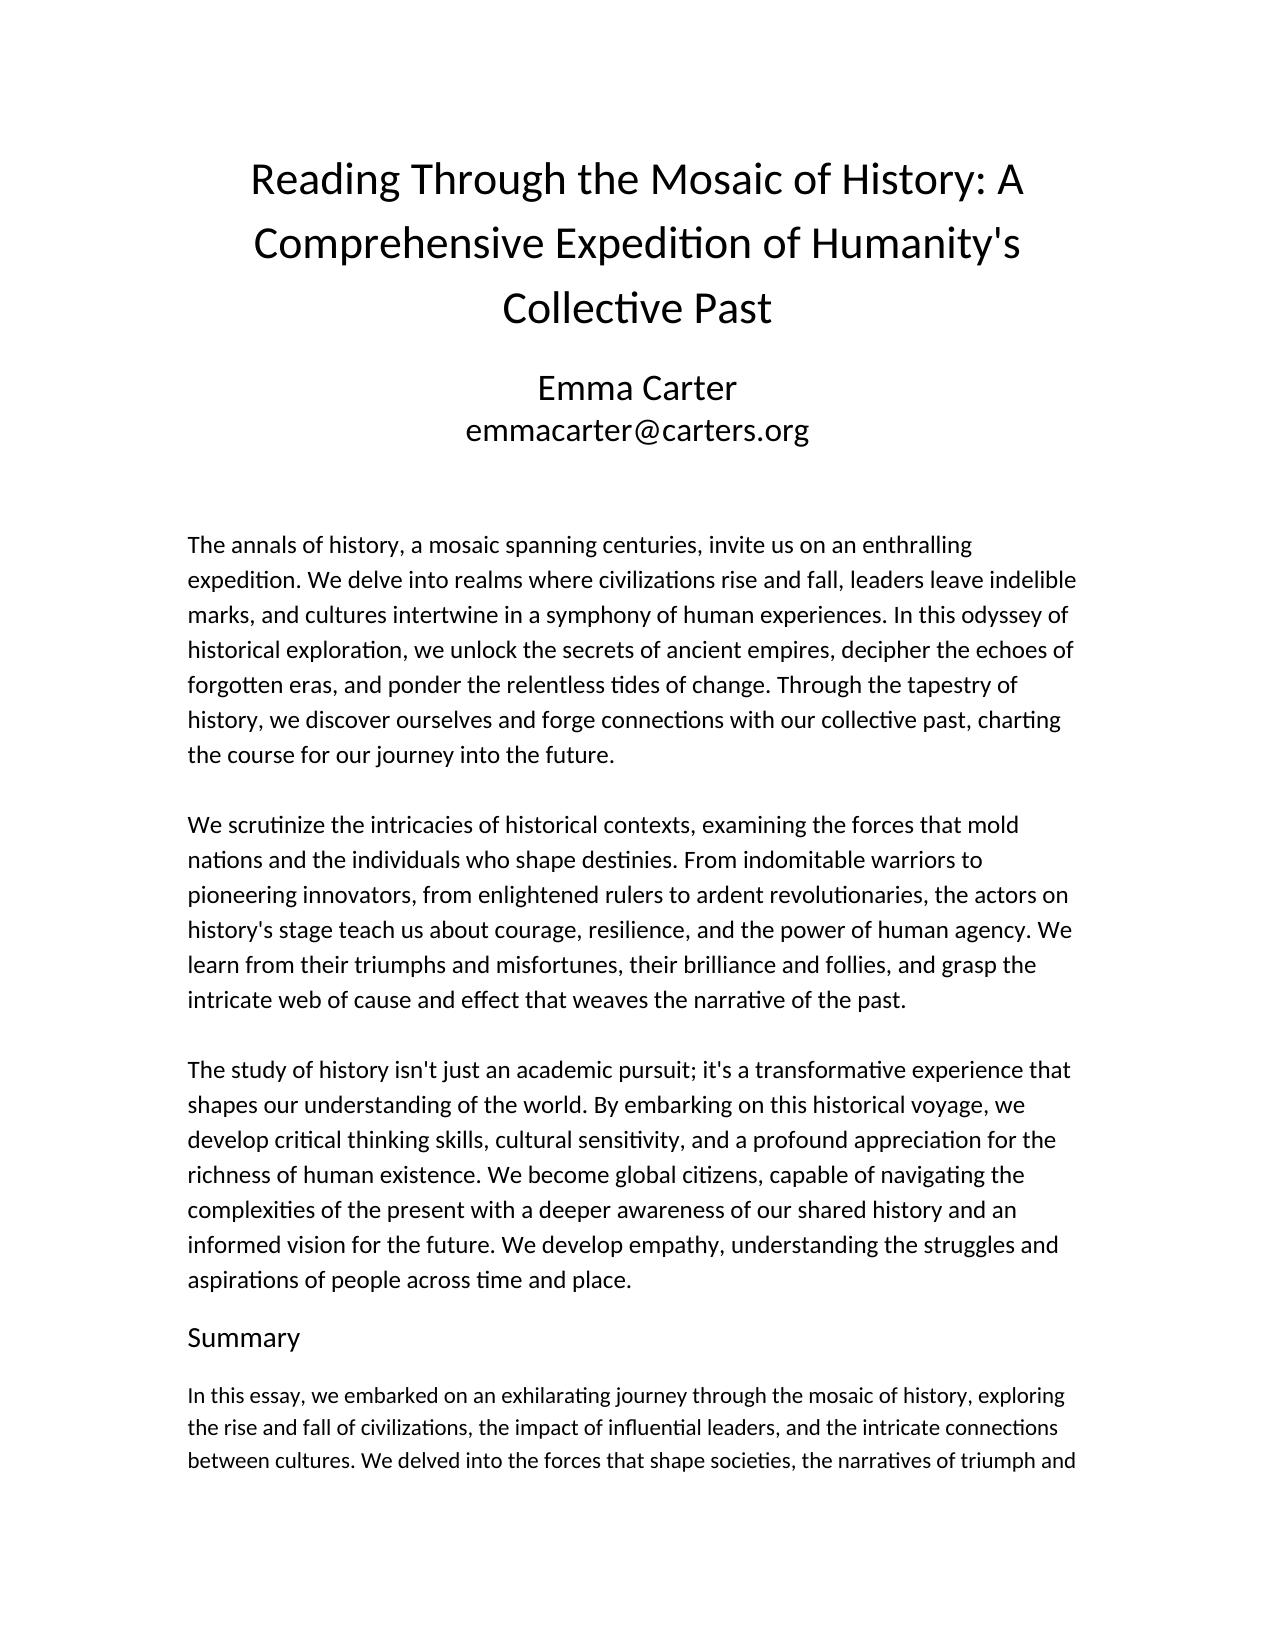 Reading Through the Mosaic of History: A
Comprehensive Expedition of Humanity's
Collective Past
Emma Carter
emmacarter@carters.org
The annals of history, a mosaic spanning centuries, invite us on an enthralling
expedition. We delve into realms where civilizations rise and fall, leaders leave indelible
marks, and cultures intertwine in a symphony of human experiences. In this odyssey of
historical exploration, we unlock the secrets of ancient empires, decipher the echoes of
forgotten eras, and ponder the relentless tides of change. Through the tapestry of
history, we discover ourselves and forge connections with our collective past, charting
the course for our journey into the future.
We scrutinize the intricacies of historical contexts, examining the forces that mold
nations and the individuals who shape destinies. From indomitable warriors to
pioneering innovators, from enlightened rulers to ardent revolutionaries, the actors on
history's stage teach us about courage, resilience, and the power of human agency. We
learn from their triumphs and misfortunes, their brilliance and follies, and grasp the
intricate web of cause and effect that weaves the narrative of the past.
The study of history isn't just an academic pursuit; it's a transformative experience that
shapes our understanding of the world. By embarking on this historical voyage, we
develop critical thinking skills, cultural sensitivity, and a profound appreciation for the
richness of human existence. We become global citizens, capable of navigating the
complexities of the present with a deeper awareness of our shared history and an
informed vision for the future. We develop empathy, understanding the struggles and
aspirations of people across time and place.
Summary
In this essay, we embarked on an exhilarating journey through the mosaic of history, exploring
the rise and fall of civilizations, the impact of influential leaders, and the intricate connections
between cultures. We delved into the forces that shape societies, the narratives of triumph and